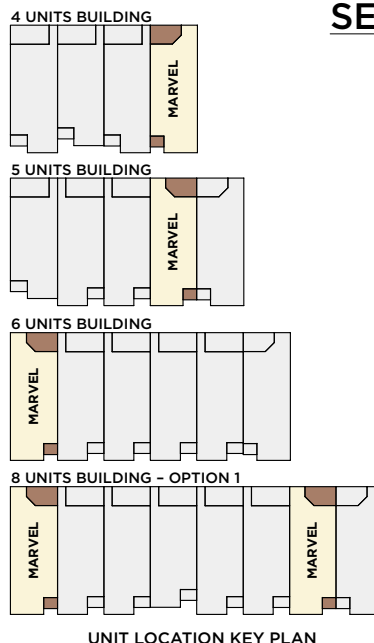 4 UNITS BUILDING
SE
MARVEL
5 UNITS BUILDING
MARVEL
6 UNITS BUILDING
MARVEL
8 UNITS BUILDING – OPTION 1
MARVEL
MARVEL
UNIT LOCATION KEY PLAN